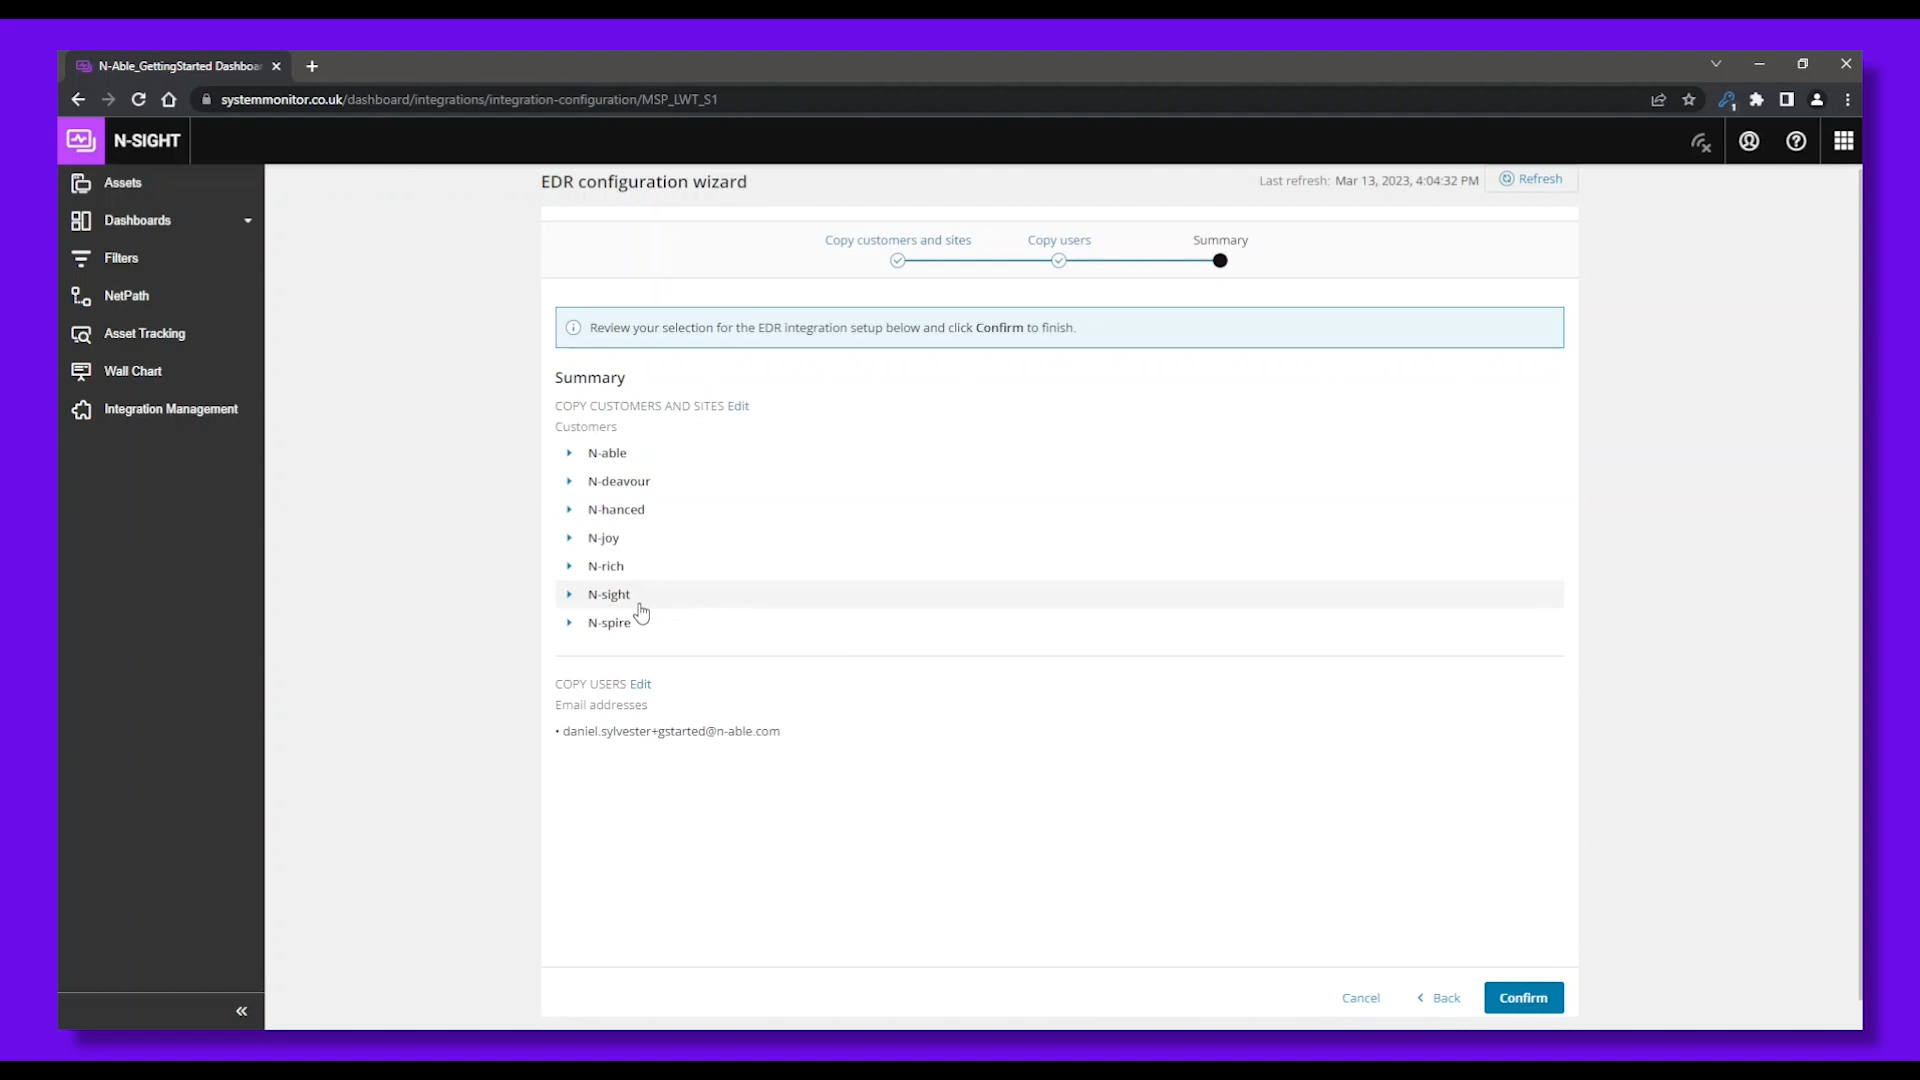 N-Able_GettingStarted Dashboa
systemmonitor.co.uk/dashboard/integrations/integration-configuration/MSP_LWT_S1
N-SIGHT
Assets
Dashboards
Filters
NetPath
Asset Tracking
Wall Chart
Integration Management
EDR configuration wizard
Last refresh: Mar 13, 2023, 4:04:32 PM
Refresh
Copy customers and sites
Copy users
Summary
Review your selection for the EDR integration setup below and click Confirm to finish.
Summary
COPY CUSTOMERS AND SITES Edit
Customers
N-able
N-deavour
N-hanced
N-joy
N-rich
N-sight
N-spire
COPY USERS Edit
Email addresses
• daniel.sylvester+gstarted@n-able.com
Cancel
Back
Confirm